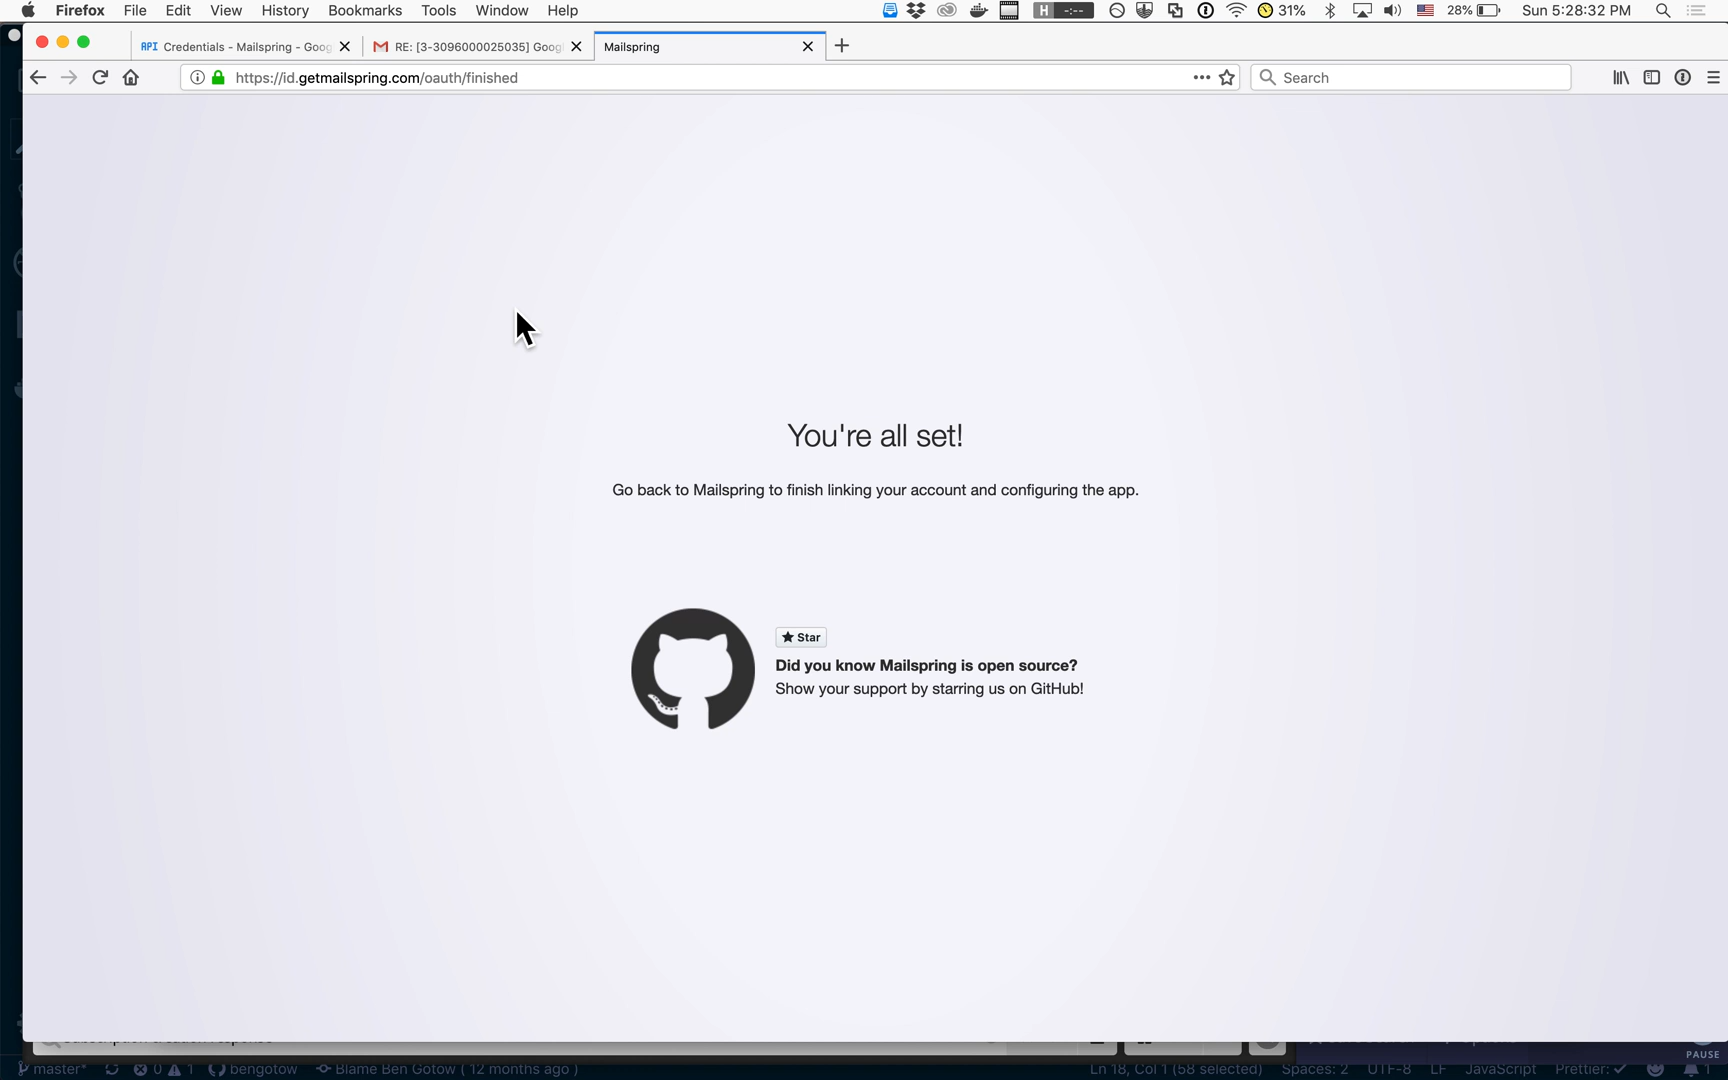 Firefox File Edit View History Bookmarks Tools Window Help H -:-- 31% 28% Sun 5:28:32 PM
API Credentials - Mailspring - Goog
RE: [3-3096000025035] Goog
Mailspring
https://id.getmailspring.com/oauth/finished
Search
You're all set!
Go back to Mailspring to finish linking your account and configuring the app.
Star
Did you know Mailspring is open source?
Show your support by starring us on GitHub!
PAUSE
master* 0 1 bengotow Blame Ben Gotow ( 12 months ago ) Ln 18, Col 1 (58 selected) Spaces: 2 UTF-8 LF JavaScript Prettier: ✓ 1